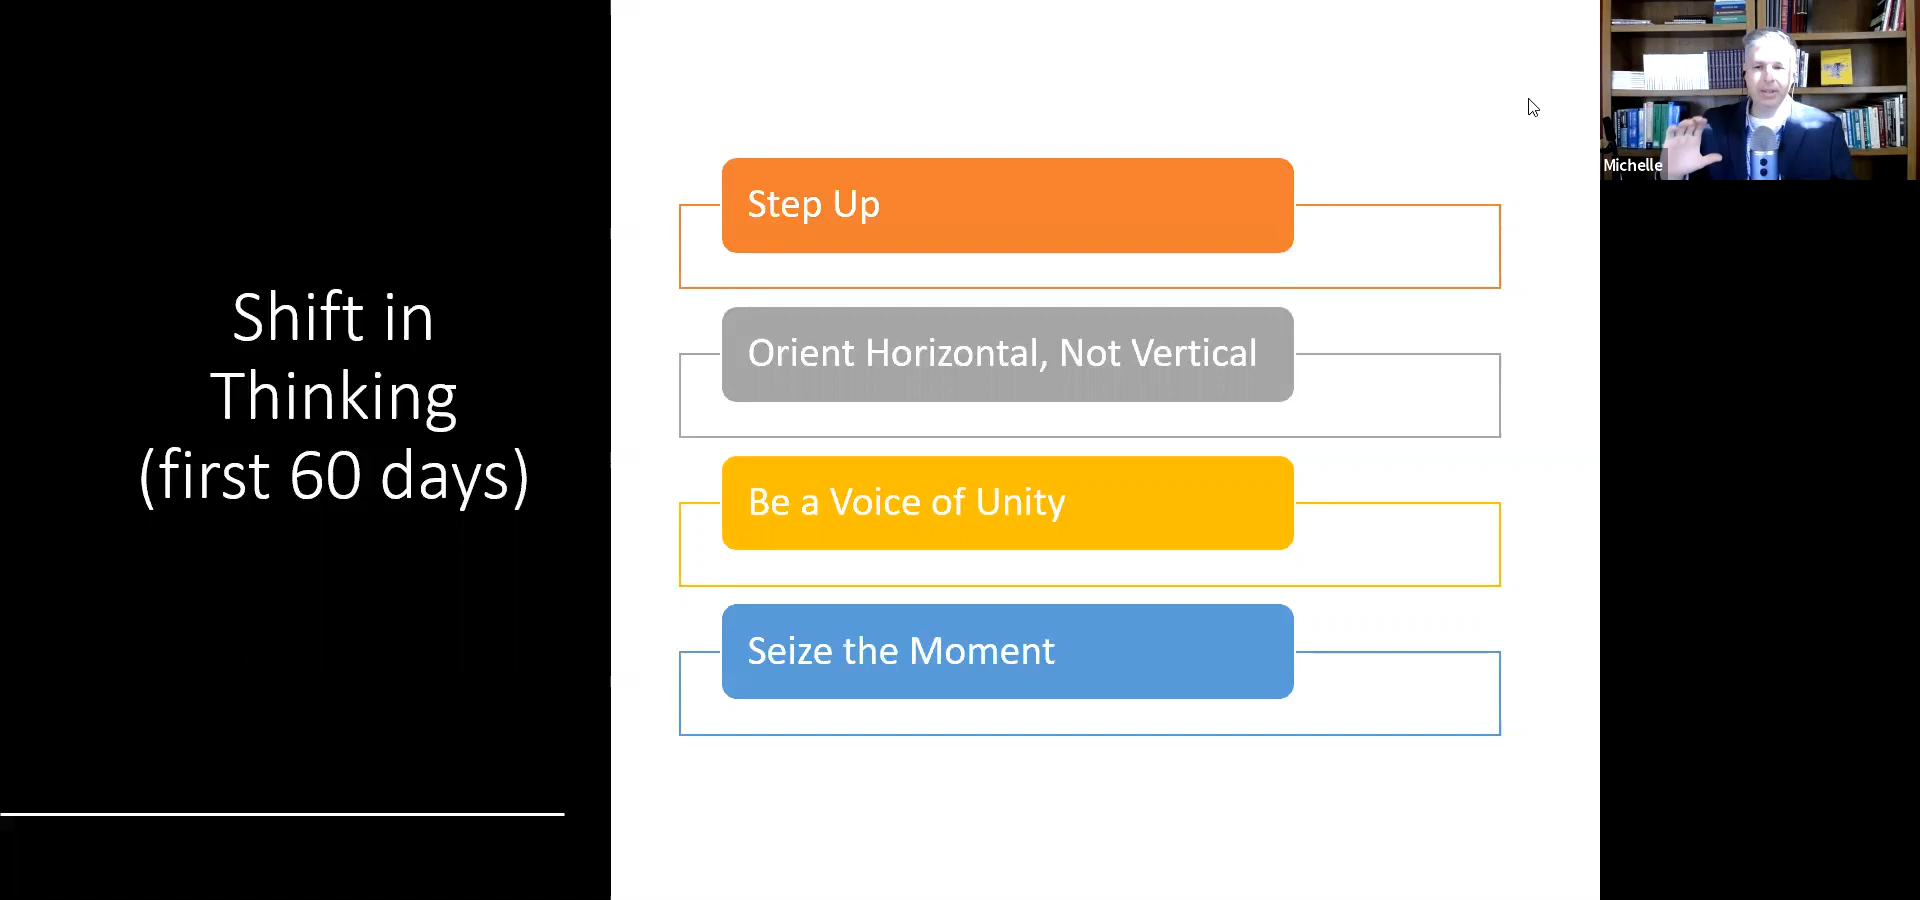 Shift in
Thinking
(first 60 days)
Step Up
Orient Horizontal, Not Vertical
Be a Voice of Unity
Seize the Moment
Michelle